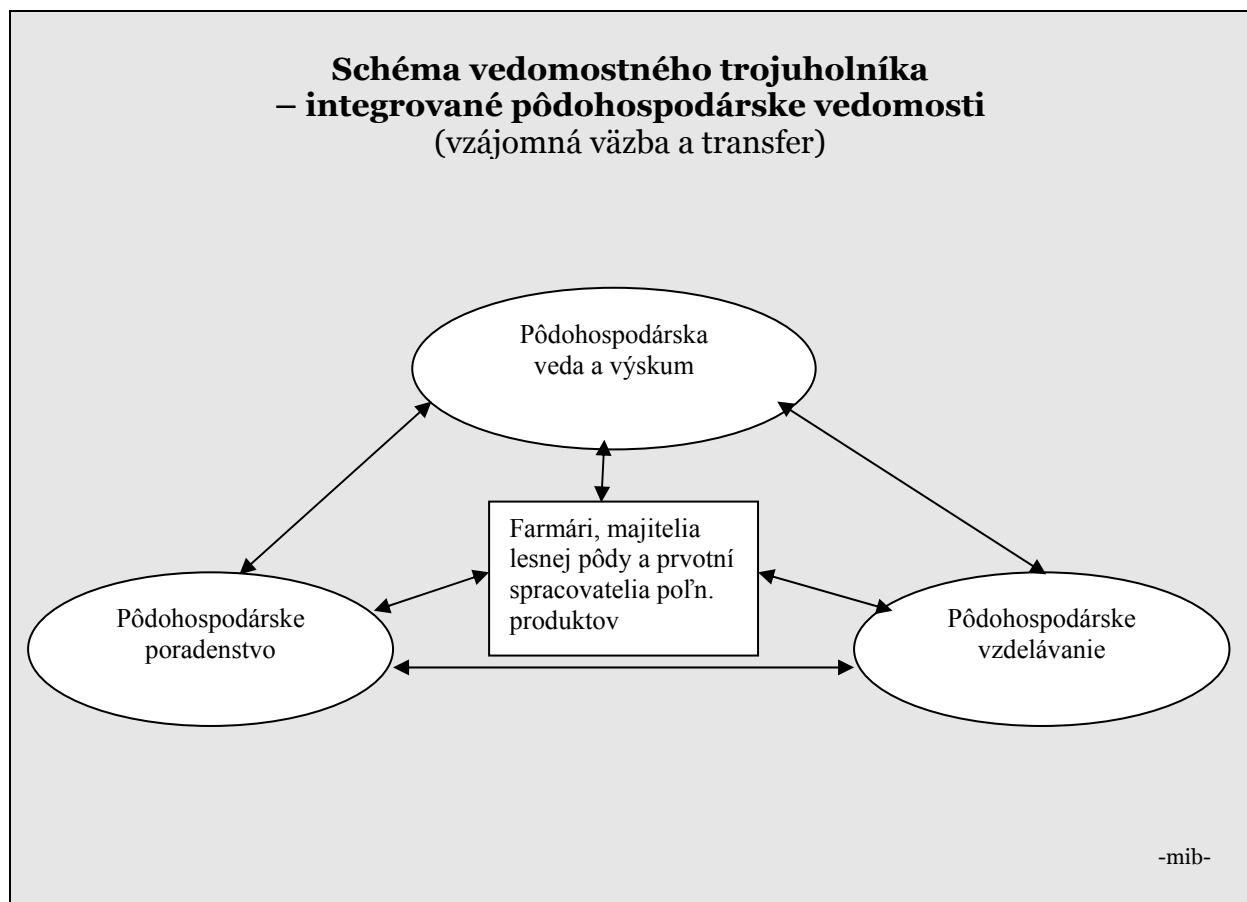 Schéma vedomostného trojuholníka
– integrované pôdohospodárske vedomosti
(vzájomná väzba a transfer)
Pôdohospodárska
veda a výskum
Farmári, majitelia
lesnej pôdy a prvotní
spracovatelia poľn.
produktov
Pôdohospodárske
poradenstvo
Pôdohospodárske
vzdelávanie
-mib-